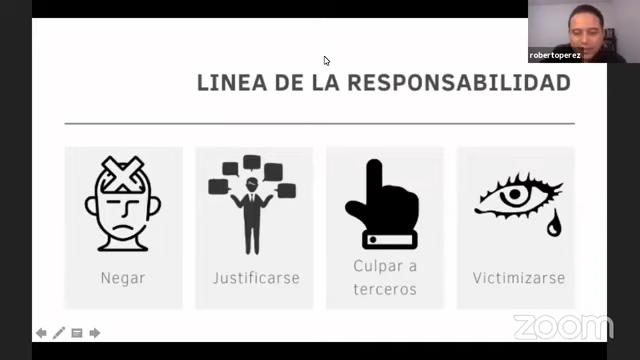 robertoperez
LINEA DE LA RESPONSABILIDAD
Negar
Justificarse
Culpar a
terceros
Victimizarse
zoom